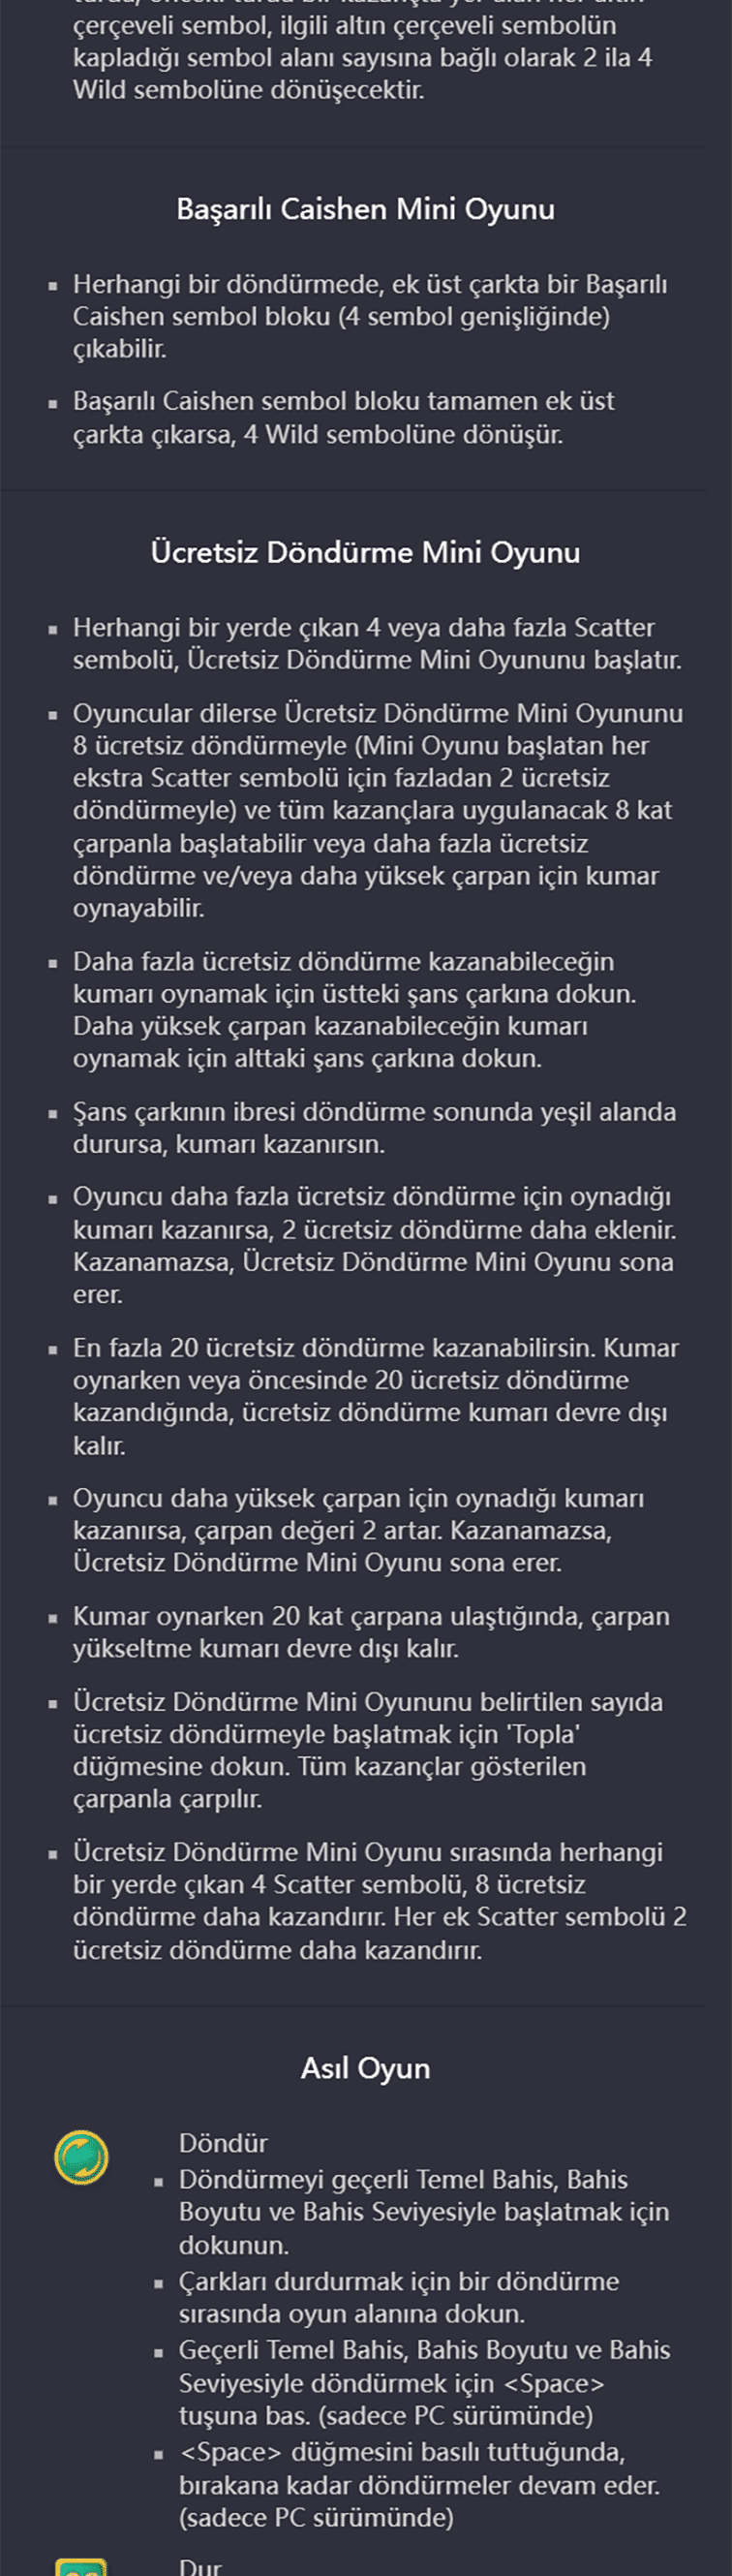 çerçeveli sembol, ilgili altın çerçeveli sembolün
kapladığı sembol alanı sayısına bağlı olarak 2 ila 4
Wild sembolüne dönüşecektir.
Başarılı Caishen Mini Oyunu
▪ Herhangi bir döndürmede, ek üst çarkta bir Başarılı
Caishen sembol bloku (4 sembol genişliğinde)
çıkabilir.
▪ Başarılı Caishen sembol bloku tamamen ek üst
çarkta çıkarsa, 4 Wild sembolüne dönüşür.
Ücretsiz Döndürme Mini Oyunu
▪ Herhangi bir yerde çıkan 4 veya daha fazla Scatter
sembolü, Ücretsiz Döndürme Mini Oyununu başlatır.
▪ Oyuncular dilerse Ücretsiz Döndürme Mini Oyununu
8 ücretsiz döndürmeyle (Mini Oyunu başlatan her
ekstra Scatter sembolü için fazladan 2 ücretsiz
döndürmeyle) ve tüm kazançlara uygulanacak 8 kat
çarpanla başlatabilir veya daha fazla ücretsiz
döndürme ve/veya daha yüksek çarpan için kumar
oynayabilir.
▪ Daha fazla ücretsiz döndürme kazanabileceğin
kumarı oynamak için üstteki şans çarkına dokun.
Daha yüksek çarpan kazanabileceğin kumarı
oynamak için alttaki şans çarkına dokun.
▪ Şans çarkının ibresi döndürme sonunda yeşil alanda
durursa, kumarı kazanırsın.
▪ Oyuncu daha fazla ücretsiz döndürme için oynadığı
kumarı kazanırsa, 2 ücretsiz döndürme daha eklenir.
Kazanamazsa, Ücretsiz Döndürme Mini Oyunu sona
erer.
▪ En fazla 20 ücretsiz döndürme kazanabilirsin. Kumar
oynarken veya öncesinde 20 ücretsiz döndürme
kazandığında, ücretsiz döndürme kumarı devre dışı
kalır.
▪ Oyuncu daha yüksek çarpan için oynadığı kumarı
kazanırsa, çarpan değeri 2 artar. Kazanamazsa,
Ücretsiz Döndürme Mini Oyunu sona erer.
▪ Kumar oynarken 20 kat çarpana ulaştığında, çarpan
yükseltme kumarı devre dışı kalır.
▪ Ücretsiz Döndürme Mini Oyununu belirtilen sayıda
ücretsiz döndürmeyle başlatmak için 'Topla'
düğmesine dokun. Tüm kazançlar gösterilen
çarpanla çarpılır.
▪ Ücretsiz Döndürme Mini Oyunu sırasında herhangi
bir yerde çıkan 4 Scatter sembolü, 8 ücretsiz
döndürme daha kazandırır. Her ek Scatter sembolü 2
ücretsiz döndürme daha kazandırır.
Asıl Oyun
Döndür
▪ Döndürmeyi geçerli Temel Bahis, Bahis
Boyutu ve Bahis Seviyesiyle başlatmak için
dokunun.
▪ Çarkları durdurmak için bir döndürme
sırasında oyun alanına dokun.
▪ Geçerli Temel Bahis, Bahis Boyutu ve Bahis
Seviyesiyle döndürmek için <Space>
tuşuna bas. (sadece PC sürümünde)
▪ <Space> düğmesini basılı tuttuğunda,
bırakana kadar döndürmeler devam eder.
(sadece PC sürümünde)
Dur